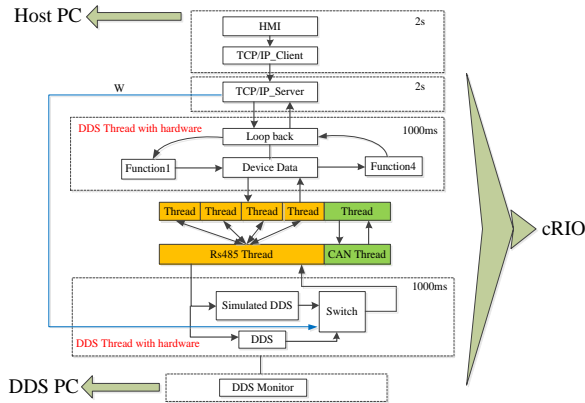 Host PC
HMI
2s
TCP/IP_Client
W
TCP/IP_Server
2s
DDS Thread with hardware
Loop back
1000ms
Function1
Device Data
Function4
Thread Thread Thread Thread Thread
cRIO
Rs485 Thread CAN Thread
1000ms
Simulated DDS
Switch
DDS Thread with hardware
DDS
DDS PC
DDS Monitor